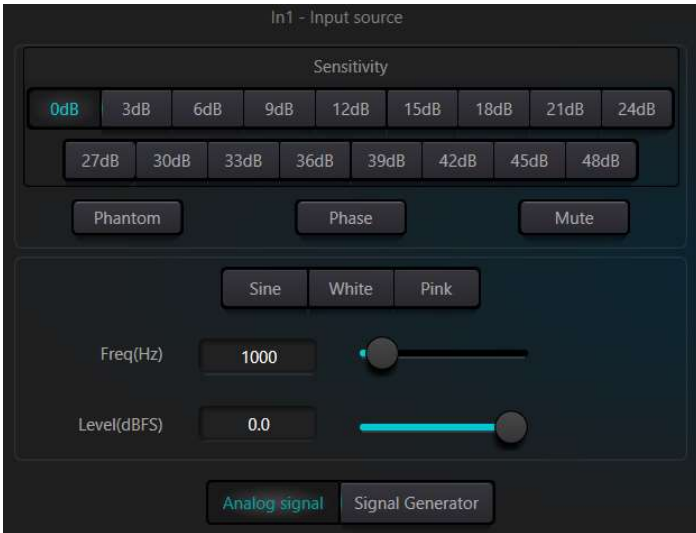 In1 - Input source
Sensitivity
0dB 3dB 6dB 9dB 12dB 15dB 18dB 21dB 24dB
27dB 30dB 33dB 36dB 39dB 42dB 45dB 48dB
Phantom Phase Mute
Sine White Pink
Freq(Hz) 1000
Level(dBFS) 0.0
Analog signal Signal Generator